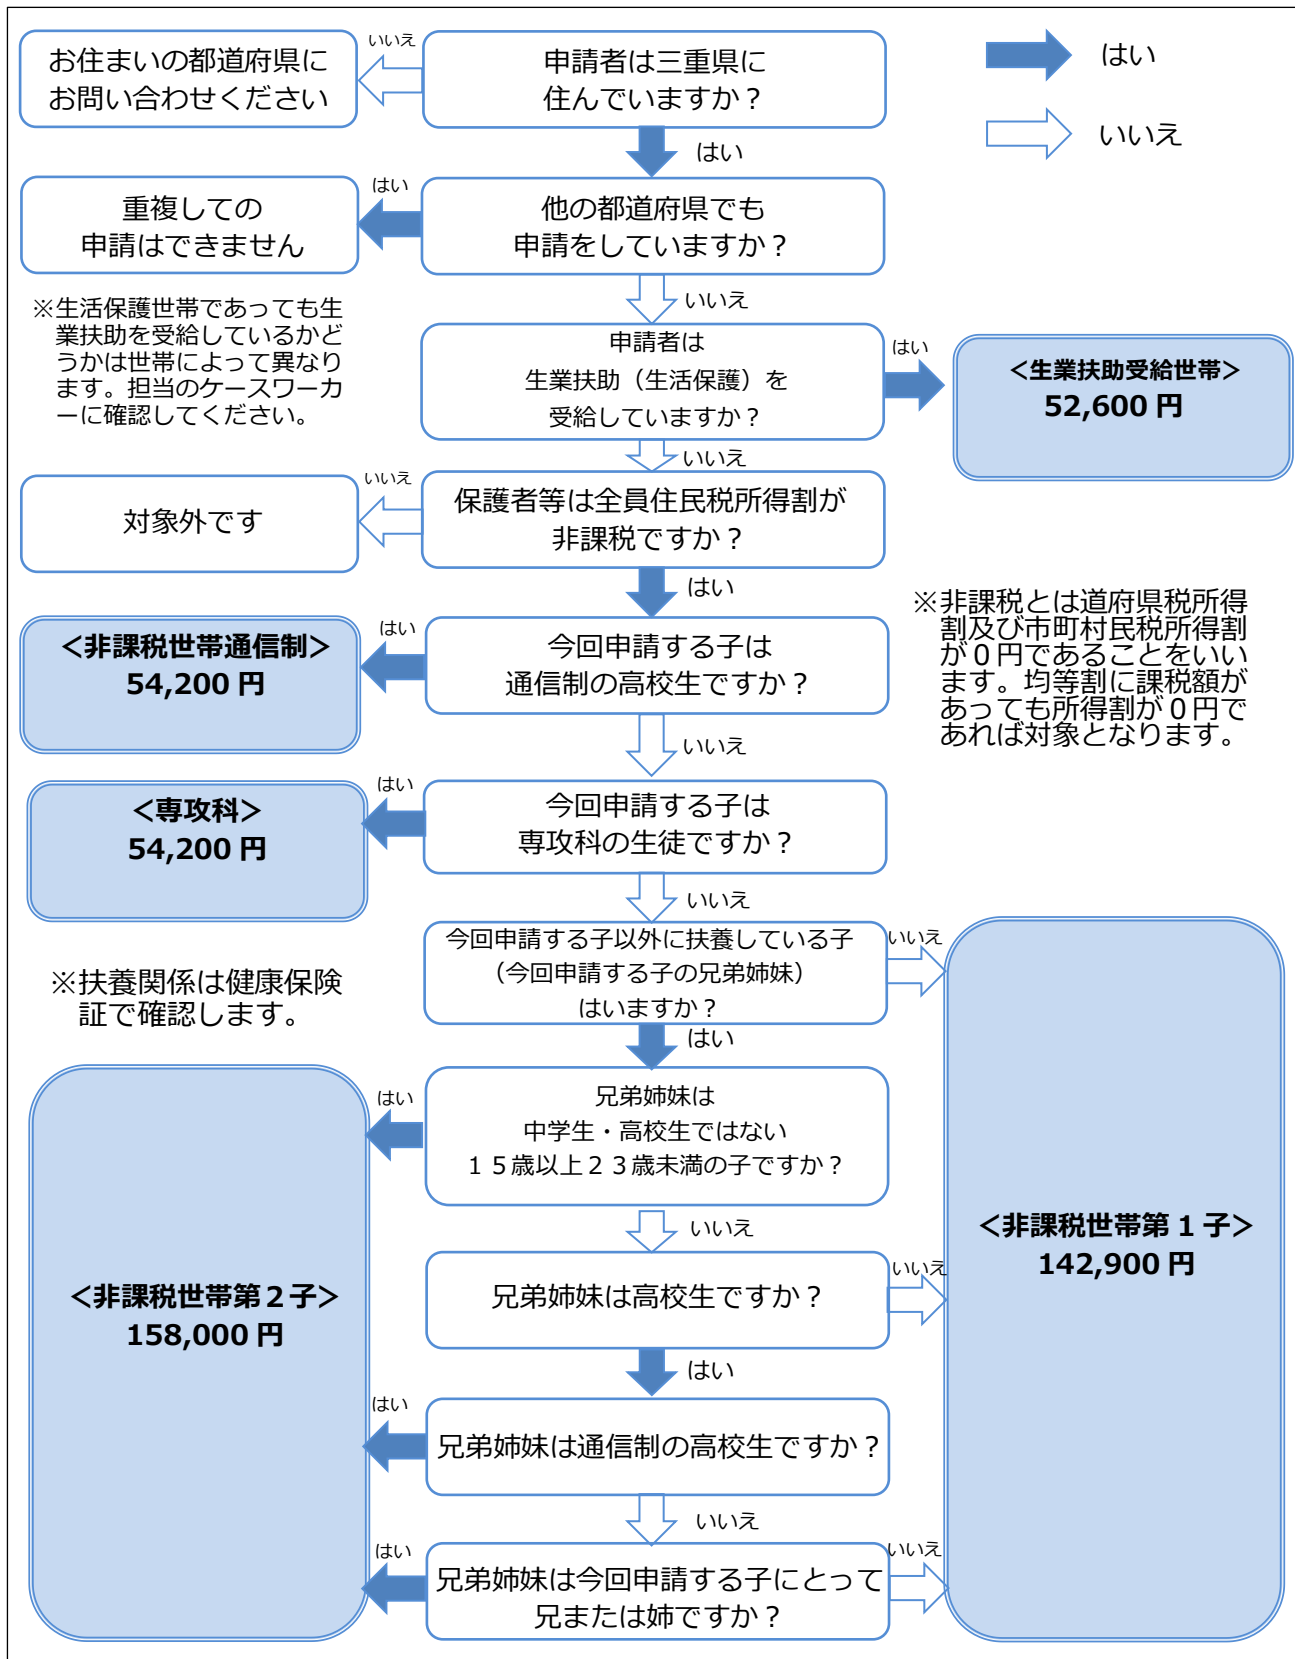 お住まいの都道府県に
お問い合わせください
いいえ
申請者は三重県に
住んでいますか？
はい
いいえ
はい
重複しての
申請はできません
はい
他の都道府県でも
申請をしていますか？
いいえ
※生活保護世帯であっても生
業扶助を受給しているかど
うかは世帯によって異なり
ます。担当のケースワーカ
ーに確認してください。
申請者は
生業扶助（生活保護）を
受給していますか？
はい
＜生業扶助受給世帯＞
52,600 円
いいえ
対象外です
いいえ
保護者等は全員住民税所得割が
非課税ですか？
はい
※非課税とは道府県税所得
割及び市町村民税所得割
が０円であることをいい
ます。均等割に課税額が
あっても所得割が０円で
あれば対象となります。
＜非課税世帯通信制＞
54,200 円
はい
今回申請する子は
通信制の高校生ですか？
いいえ
＜専攻科＞
54,200 円
はい
今回申請する子は
専攻科の生徒ですか？
いいえ
今回申請する子以外に扶養している子
（今回申請する子の兄弟姉妹）
はいますか？
いいえ
※扶養関係は健康保険
証で確認します。
はい
はい
兄弟姉妹は
中学生・高校生ではない
１５歳以上２３歳未満の子ですか？
いいえ
＜非課税世帯第 1 子＞
142,900 円
＜非課税世帯第２子＞
158,000 円
兄弟姉妹は高校生ですか？
いいえ
はい
はい
兄弟姉妹は通信制の高校生ですか？
いいえ
はい
兄弟姉妹は今回申請する子にとって
兄または姉ですか？
いいえ